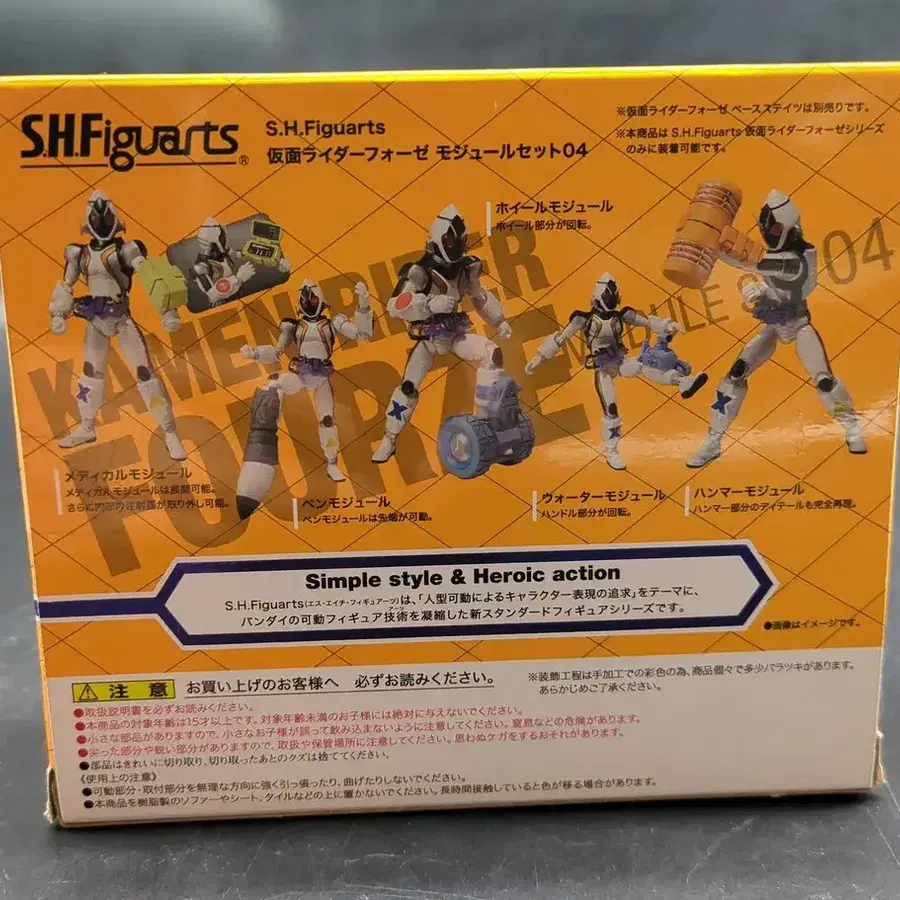 S.H.Figuarts®
S.H.Figuarts
仮面ライダーフォーゼ モジュールセット04
※仮面ライダーフォーゼ ベースステイツは別売りです。
※本商品は S.H.Figuarts 仮面ライダーフォーゼシリーズ
のみに装着可能です。
KAMEN RIDER
FOURZE
MODULE
04
ホイールモジュール
ホイール部分が回転。
メディカルモジュール
メディカルモジュールは展開可能。
さらに内部の注射器が取り外し可能。
ペンモジュール
ペンモジュールは先端が可動。
ウォーターモジュール
ハンドル部分が回転。
ハンマーモジュール
ハンマー部分のディテールも完全再現。
Simple style & Heroic action
S.H.Figuarts(エス・エイチ・フィギュアーツ)は、「人型可動によるキャラクター表現の追求」をテーマに、
バンダイの可動フィギュア技術を凝縮した新スタンダードフィギュアシリーズです。
アーツ
●画像はイメージです。
注意 お買い上げのお客様へ 必ずお読みください。
※装飾工程は手加工での彩色の為、商品個々で多少バラツキがあります。
あらかじめご了承ください。
●取扱説明書を必ずお読みください。
●本商品の対象年齢は15才以上です。対象年齢未満のお子様には絶対に与えないでください。
●小さな部品がありますので、小さなお子様が誤って飲み込まないように注意してください。窒息などの危険があります。
●尖った部分や鋭い部分がありますので、取扱や保管場所に注意してください。思わぬケガをするおそれがあります。
●部品はきれいに切り取り、切り取ったあとのクズは捨ててください。
《使用上の注意》
●可動部分・取付部分を無理な方向に強く引っ張ったり、曲げたりしないでください。
●本商品を樹脂製のソファーやシート、タイルなどの上に置かないでください。長時間接触していると色が移る場合があります。